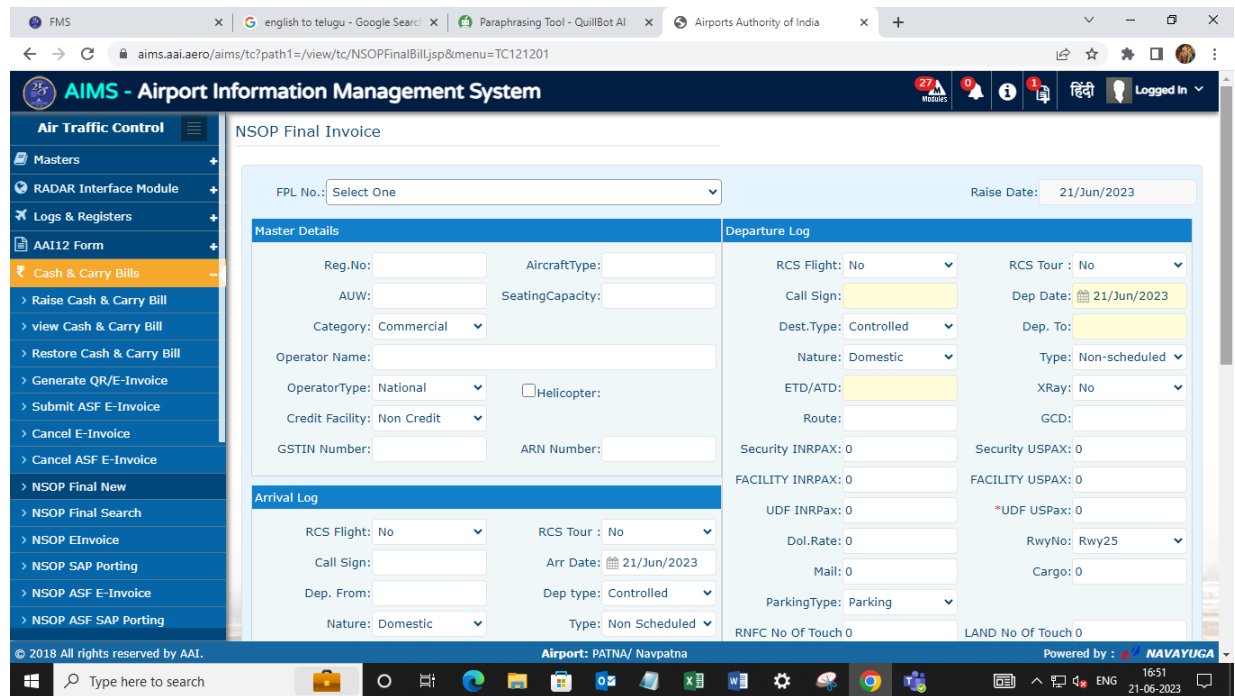 FMS
english to telugu - Google Search
Paraphrasing Tool - QuillBot AI
Airports Authority of India
aims.aai.aero/aims/tc?path1=/view/tc/NSOPFinalBill.jsp&menu=TC121201
AIMS - Airport Information Management System
27 Modules
0
1
हिंदी
Logged In
Air Traffic Control
Masters
RADAR Interface Module
Logs & Registers
AAI12 Form
₹ Cash & Carry Bills
> Raise Cash & Carry Bill
> view Cash & Carry Bill
> Restore Cash & Carry Bill
> Generate QR/E-Invoice
> Submit ASF E-Invoice
> Cancel E-Invoice
> Cancel ASF E-Invoice
> NSOP Final New
> NSOP Final Search
> NSOP EInvoice
> NSOP SAP Porting
> NSOP ASF E-Invoice
> NSOP ASF SAP Porting
NSOP Final Invoice
FPL No.: Select One
Raise Date: 21/Jun/2023
Master Details
Reg.No: AircraftType:
AUW: SeatingCapacity:
Category: Commercial
Operator Name:
OperatorType: National Helicopter:
Credit Facility: Non Credit
GSTIN Number: ARN Number:
Arrival Log
RCS Flight: No RCS Tour : No
Call Sign: Arr Date: 21/Jun/2023
Dep. From: Dep type: Controlled
Nature: Domestic Type: Non Scheduled
Departure Log
RCS Flight: No RCS Tour : No
Call Sign: Dep Date: 21/Jun/2023
Dest.Type: Controlled Dep. To:
Nature: Domestic Type: Non-scheduled
ETD/ATD: XRay: No
Route: GCD:
Security INRPAX: 0 Security USPAX: 0
FACILITY INRPAX: 0 FACILITY USPAX: 0
UDF INRPax: 0 *UDF USPax: 0
Dol.Rate: 0 RwyNo: Rwy25
Mail: 0 Cargo: 0
ParkingType: Parking
RNFC No Of Touch 0 LAND No Of Touch 0
© 2018 All rights reserved by AAI.
Airport: PATNA/ Navpatna
Powered by : NAVAYUGA
Type here to search
ENG
16:51
21-06-2023